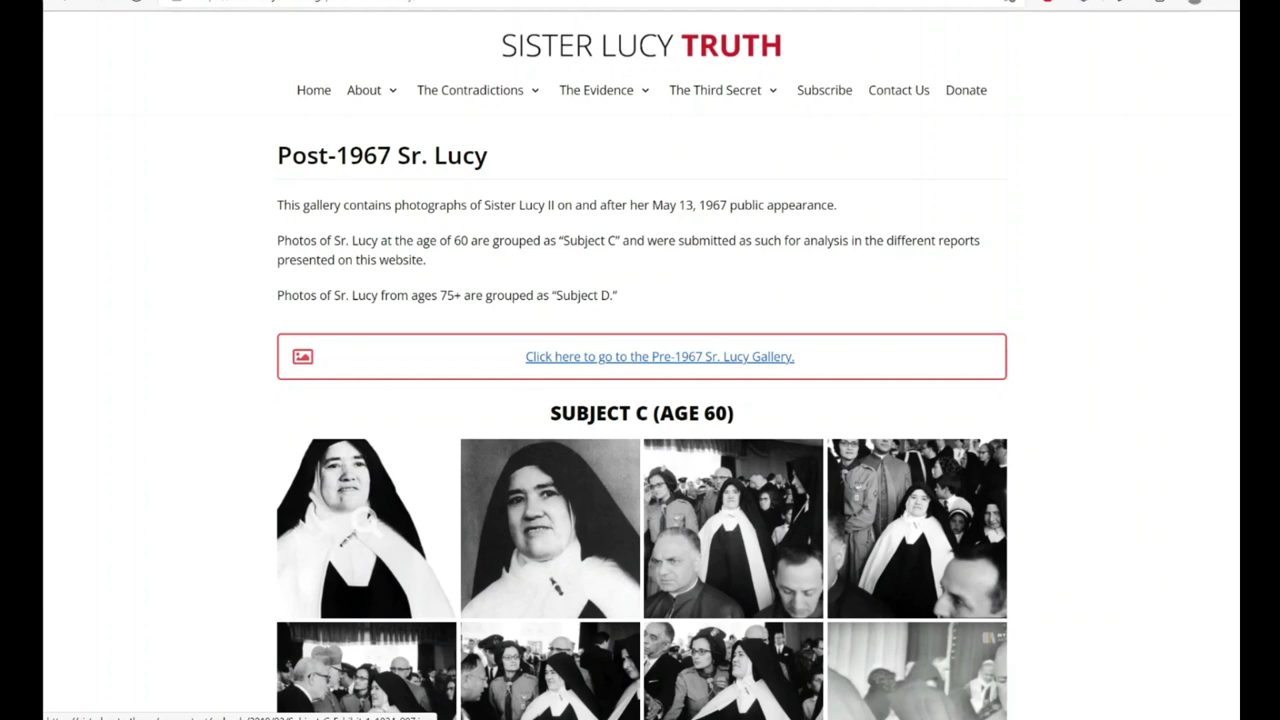 SISTER LUCY TRUTH
Home About The Contradictions The Evidence The Third Secret Subscribe Contact Us Donate
Post-1967 Sr. Lucy
This gallery contains photographs of Sister Lucy II on and after her May 13, 1967 public appearance.
Photos of Sr. Lucy at the age of 60 are grouped as “Subject C” and were submitted as such for analysis in the different reports
presented on this website.
Photos of Sr. Lucy from ages 75+ are grouped as “Subject D.”
Click here to go to the Pre-1967 Sr. Lucy Gallery.
SUBJECT C (AGE 60)